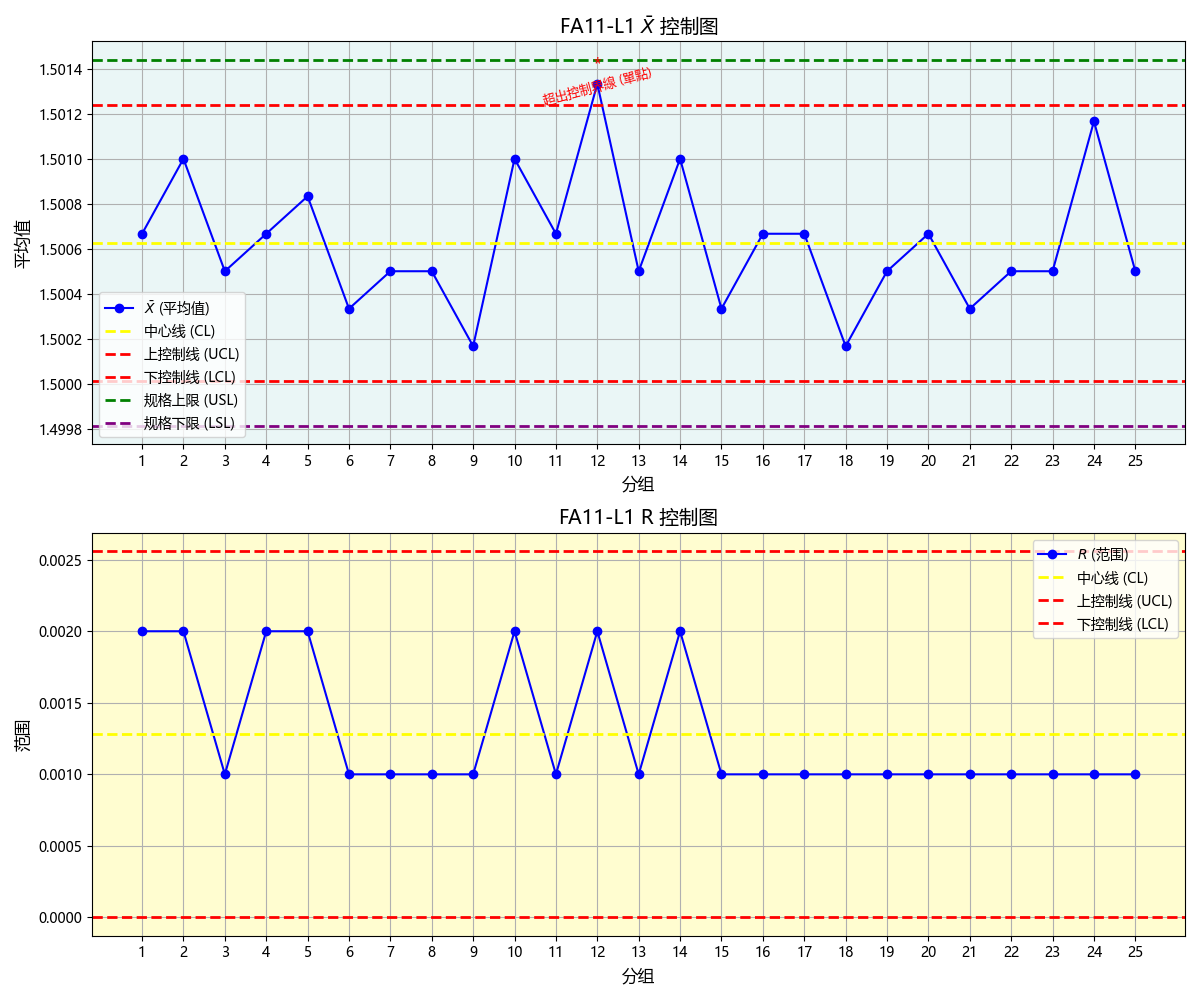 FA11-L1 X̄ 控制图
1.5014
1.5012
1.5010
1.5008
1.5006
1.5004
1.5002
1.5000
1.4998
平均值
超出控制界線 (單點)
X̄ (平均值)
中心线 (CL)
上控制线 (UCL)
下控制线 (LCL)
规格上限 (USL)
规格下限 (LSL)
1 2 3 4 5 6 7 8 9 10 11 12 13 14 15 16 17 18 19 20 21 22 23 24 25
分组
FA11-L1 R 控制图
0.0025
0.0020
0.0015
0.0010
0.0005
0.0000
范围
R (范围)
中心线 (CL)
上控制线 (UCL)
下控制线 (LCL)
1 2 3 4 5 6 7 8 9 10 11 12 13 14 15 16 17 18 19 20 21 22 23 24 25
分组